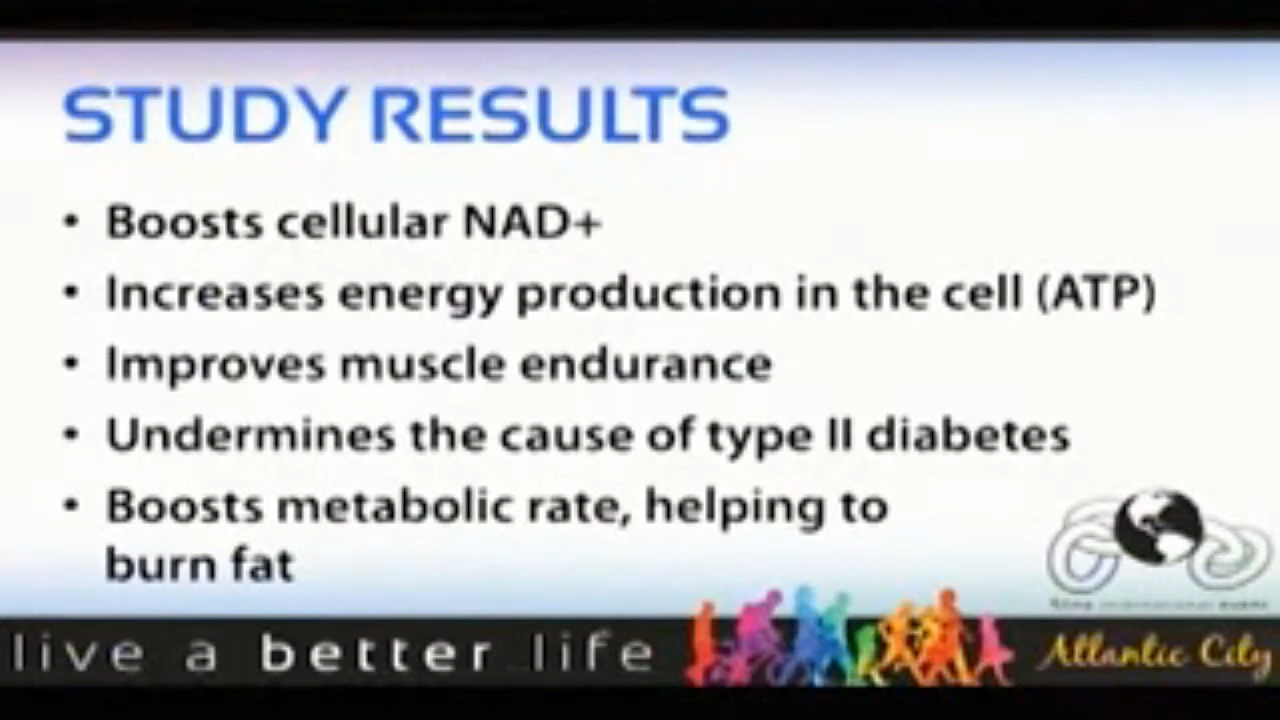 STUDY RESULTS
• Boosts cellular NAD+
• Increases energy production in the cell (ATP)
• Improves muscle endurance
• Undermines the cause of type II diabetes
• Boosts metabolic rate, helping to
burn fat
live a better life
Atlantic City